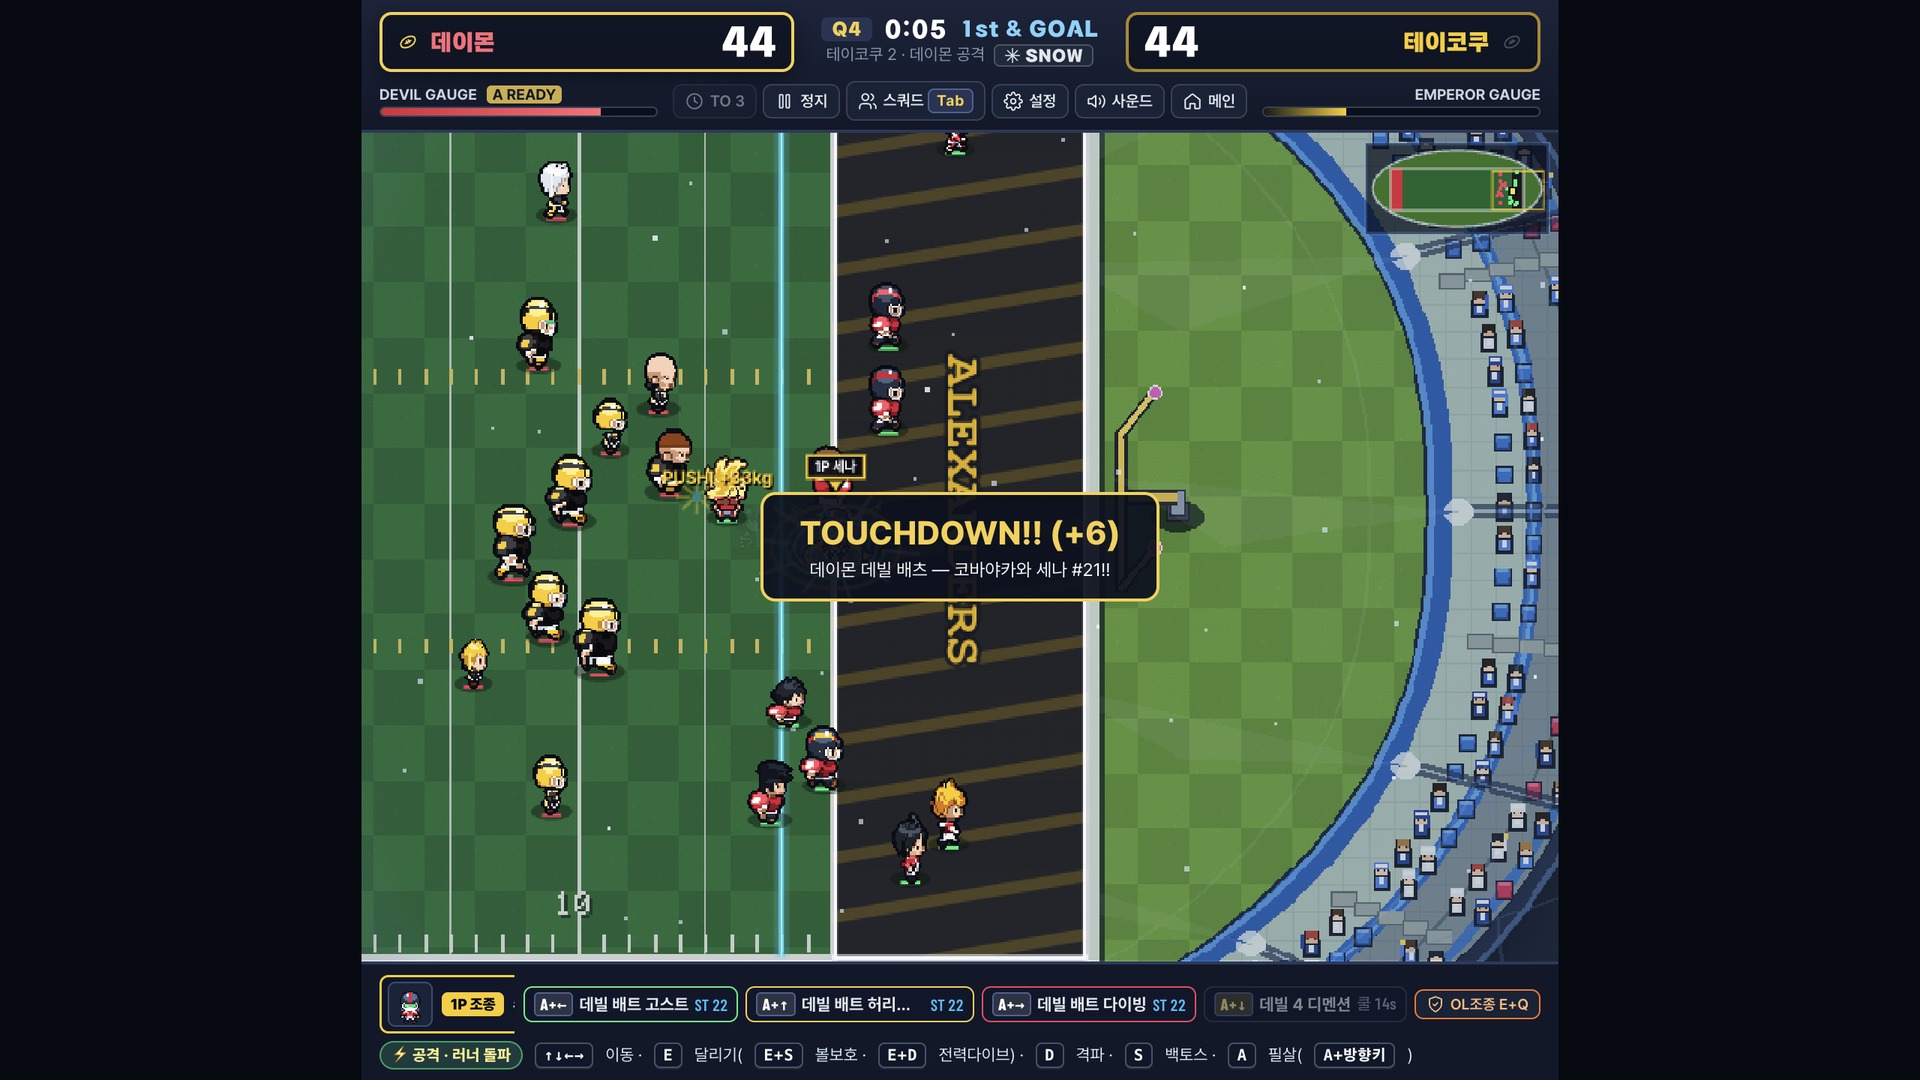 데이몬 44
Q4 0:05 1st & GOAL
테이코쿠 2 · 데이몬 공격 SNOW
44 테이코쿠
DEVIL GAUGE A READY
TO 3 정지 스쿼드 Tab 설정 사운드 메인
EMPEROR GAUGE
1P 세나
TOUCHDOWN!! (+6)
데이몬 데빌 배츠 — 코바야카와 세나 #21!!
10
1P 조종
A+← 데빌 배트 고스트 ST 22
A+↑ 데빌 배트 허리... ST 22
A+→ 데빌 배트 다이빙 ST 22
A+↓ 데빌 4 디멘션 쿨 14s
OL조종 E+Q
⚡공격 · 러너 돌파 ↑↓←→ 이동 · E 달리기( E+S 볼보호 · E+D 전력다이브) · D 격파 · S 백토스 · A 필살( A+방향키 )